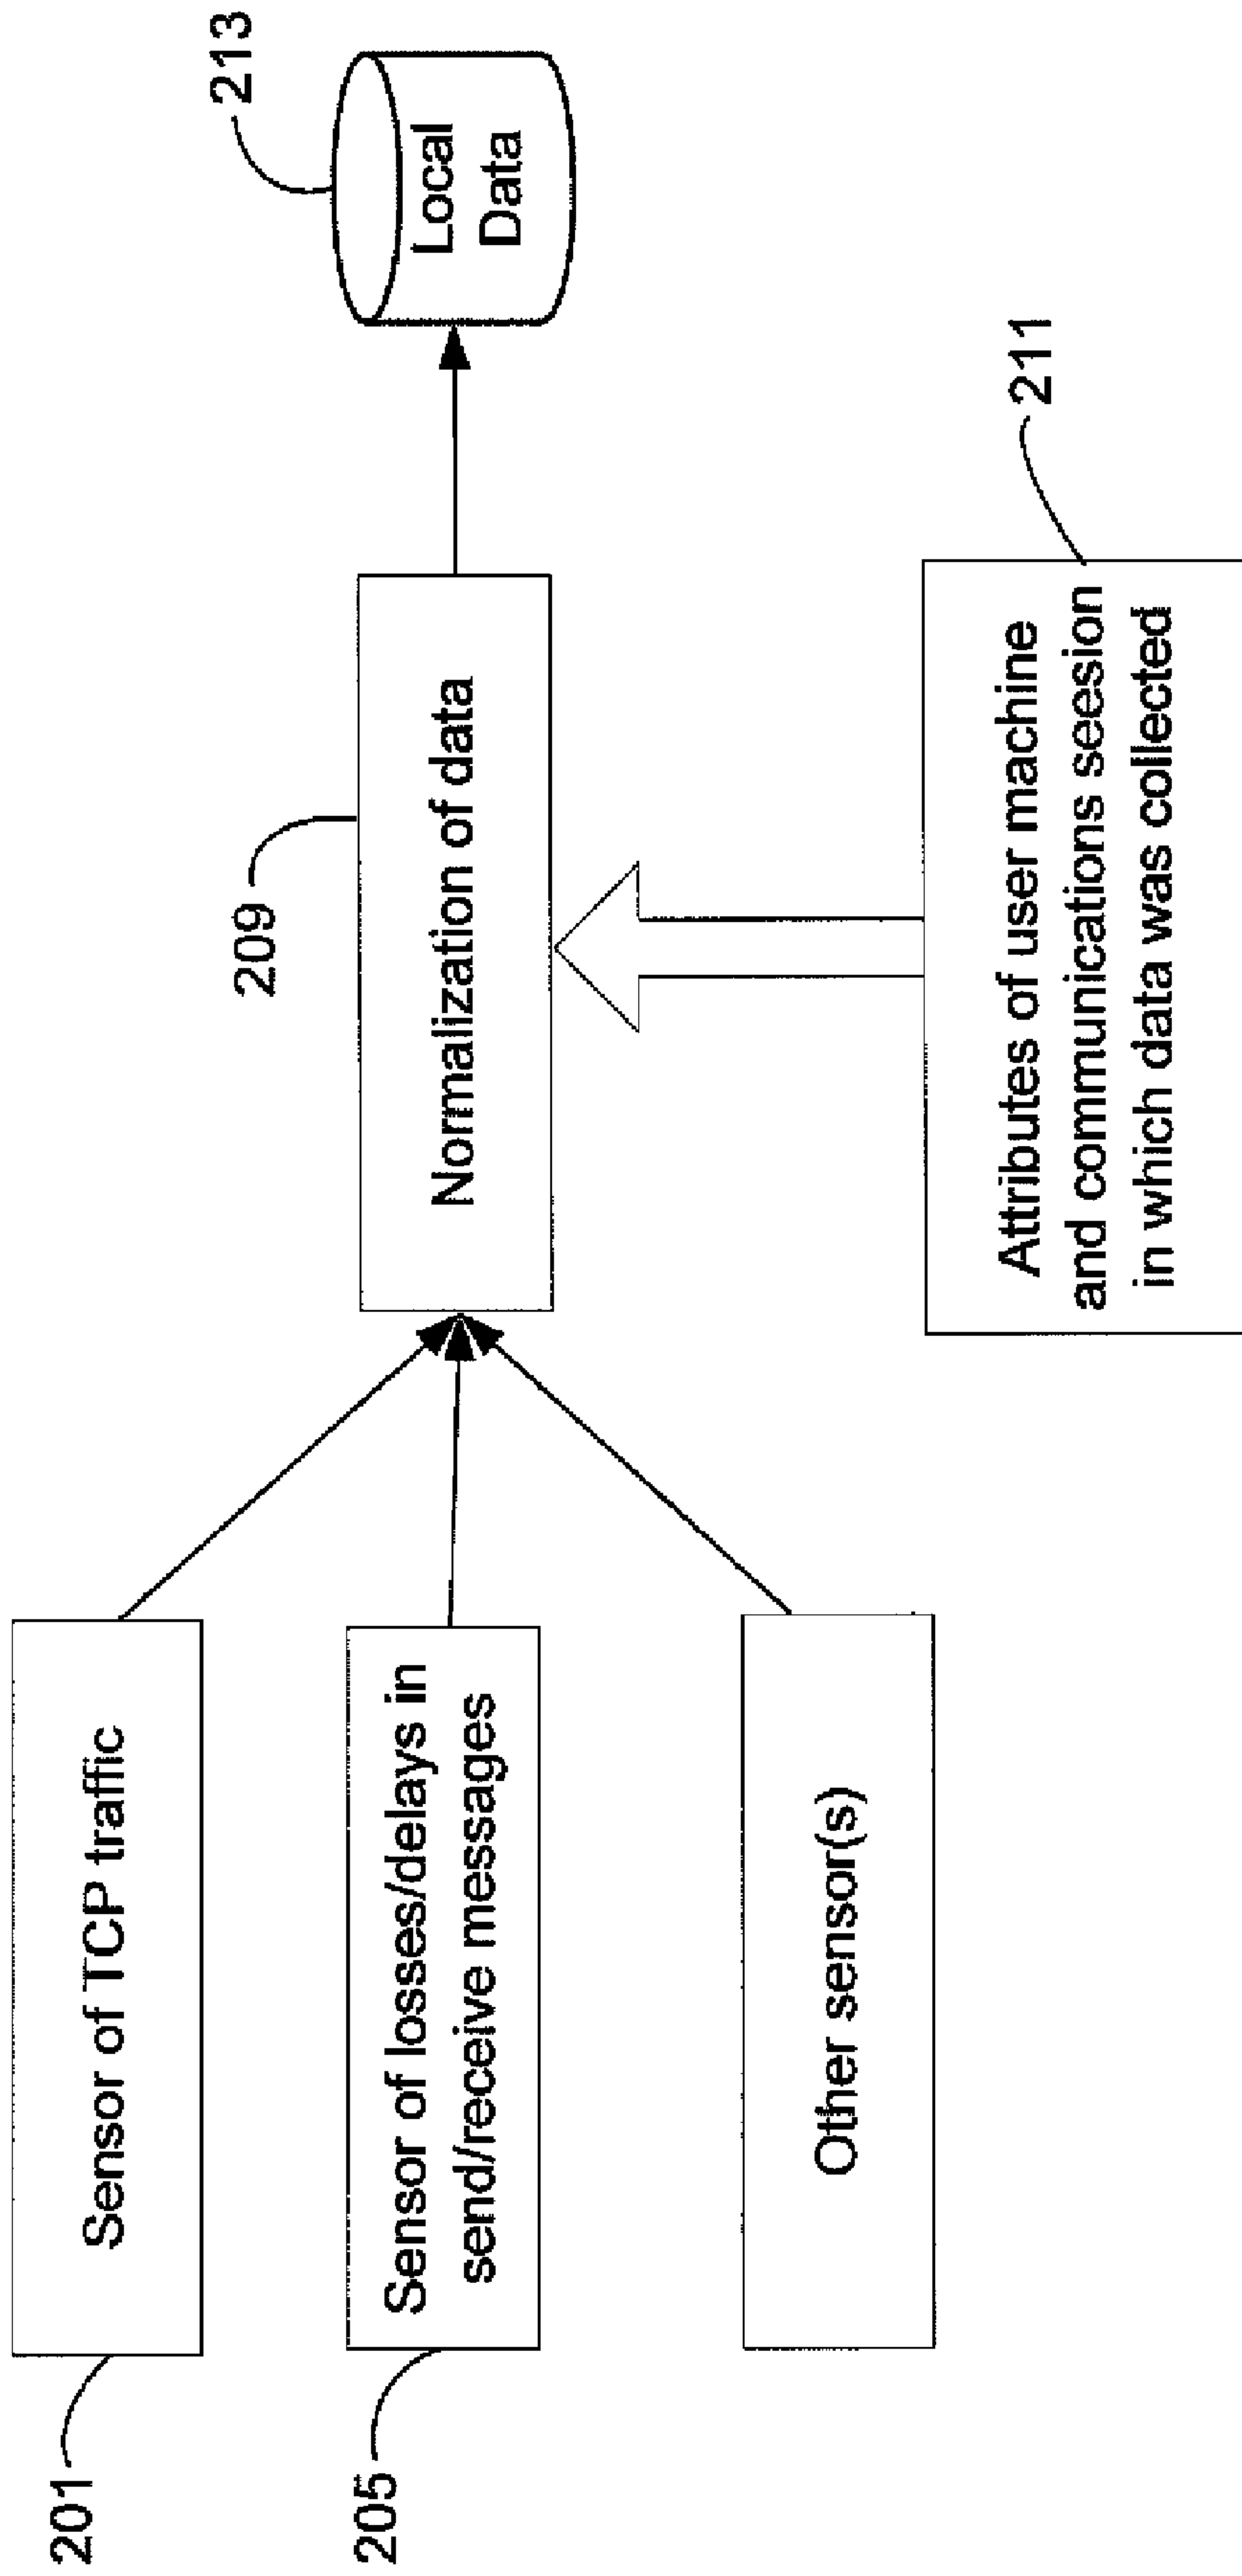 201
Sensor of TCP traffic
205
Sensor of losses/delays in
send/receive messages
Other sensor(s)
209
Normalization of data
211
Attributes of user machine
and communications seesion
in which data was collected
213
Local
Data